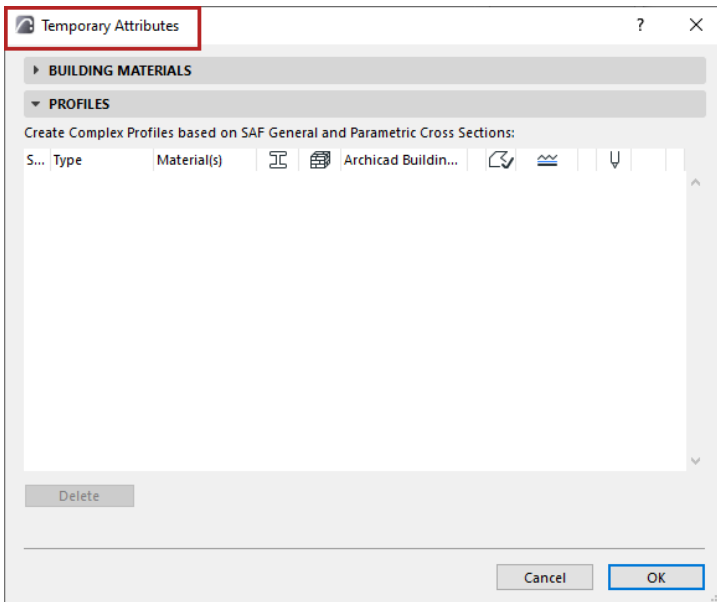 Temporary Attributes
BUILDING MATERIALS
PROFILES
Create Complex Profiles based on SAF General and Parametric Cross Sections:
S... Type Material(s) Archicad Buildin...
Delete
Cancel OK